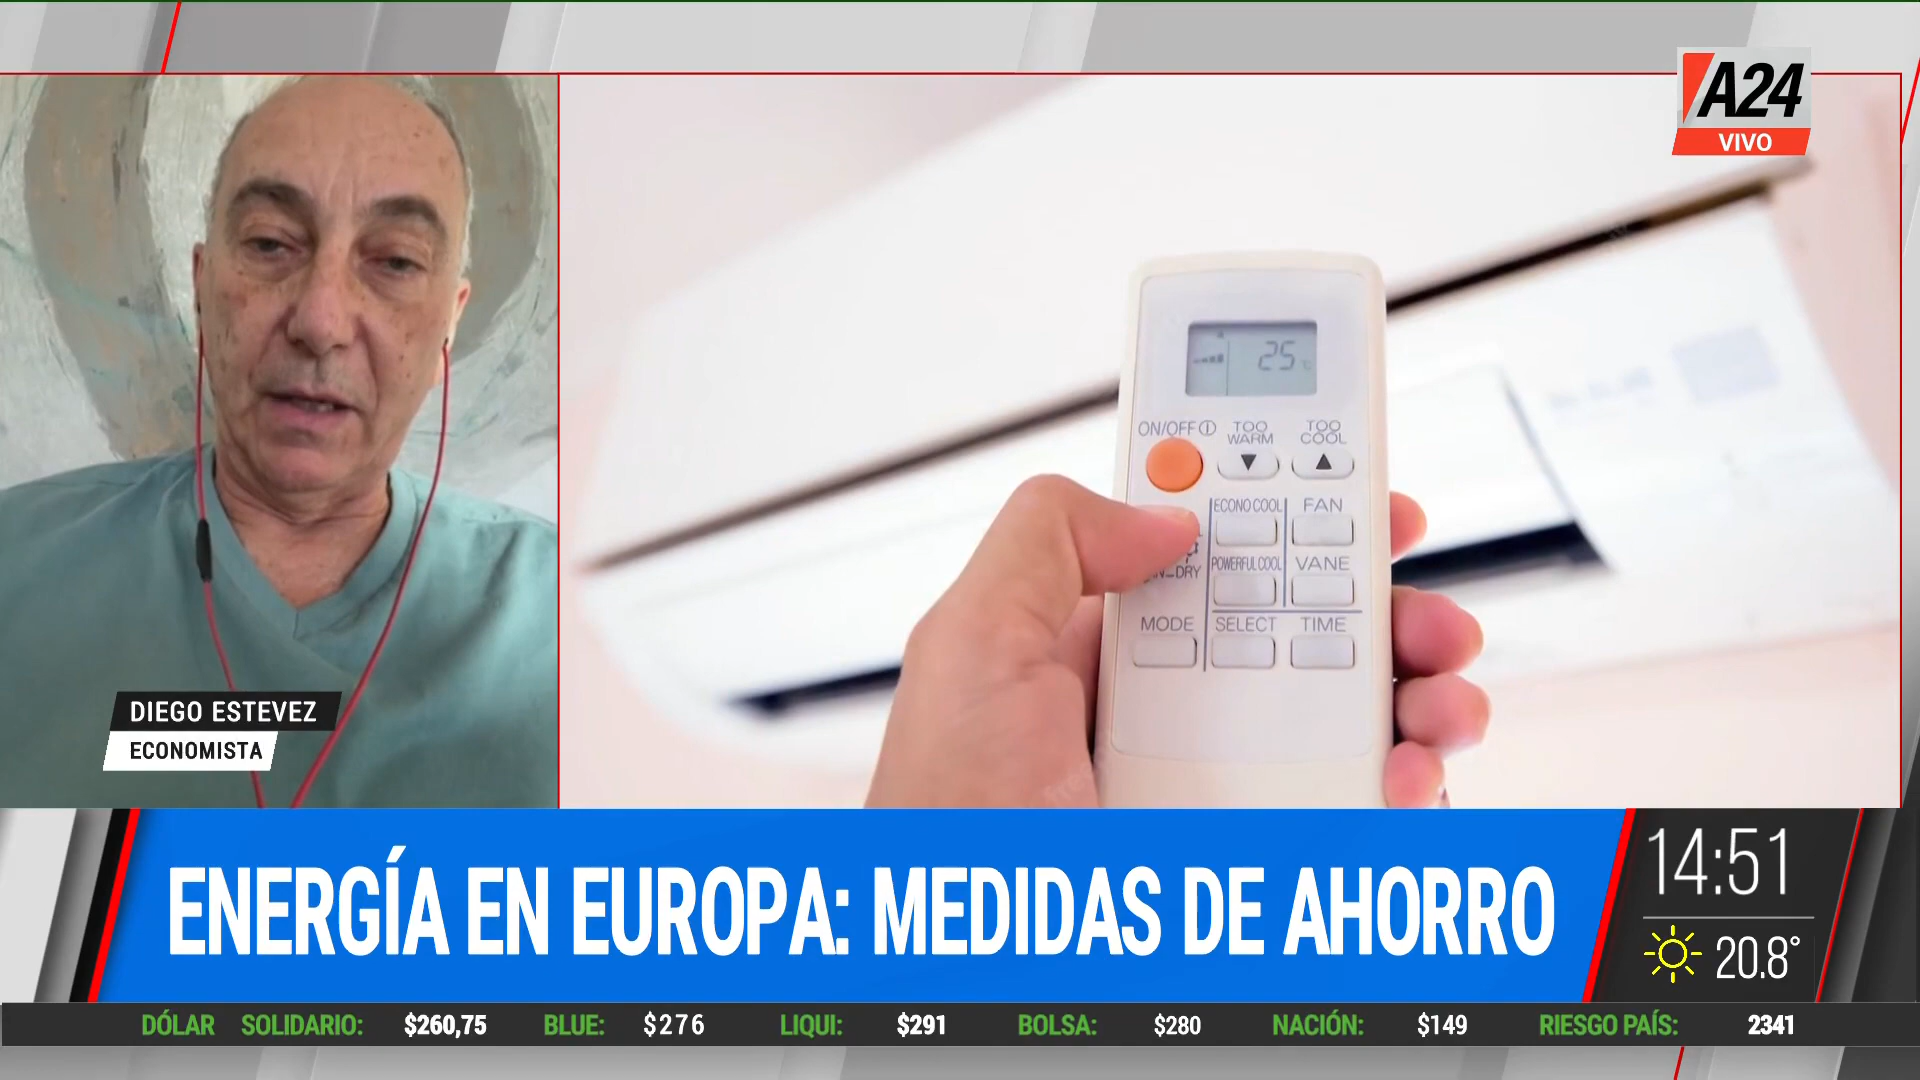 A24
VIVO
25 °C
ON/OFF
TOO WARM
TOO COOL
ECONO COOL
FAN
POWERFUL COOL
VANE
DRY
MODE
SELECT
TIME
DIEGO ESTEVEZ
ECONOMISTA
ENERGÍA EN EUROPA: MEDIDAS DE AHORRO
14:51
20.8°
DÓLAR SOLIDARIO: $260,75 BLUE: $276 LIQUI: $291 BOLSA: $280 NACIÓN: $149 RIESGO PAÍS: 2341